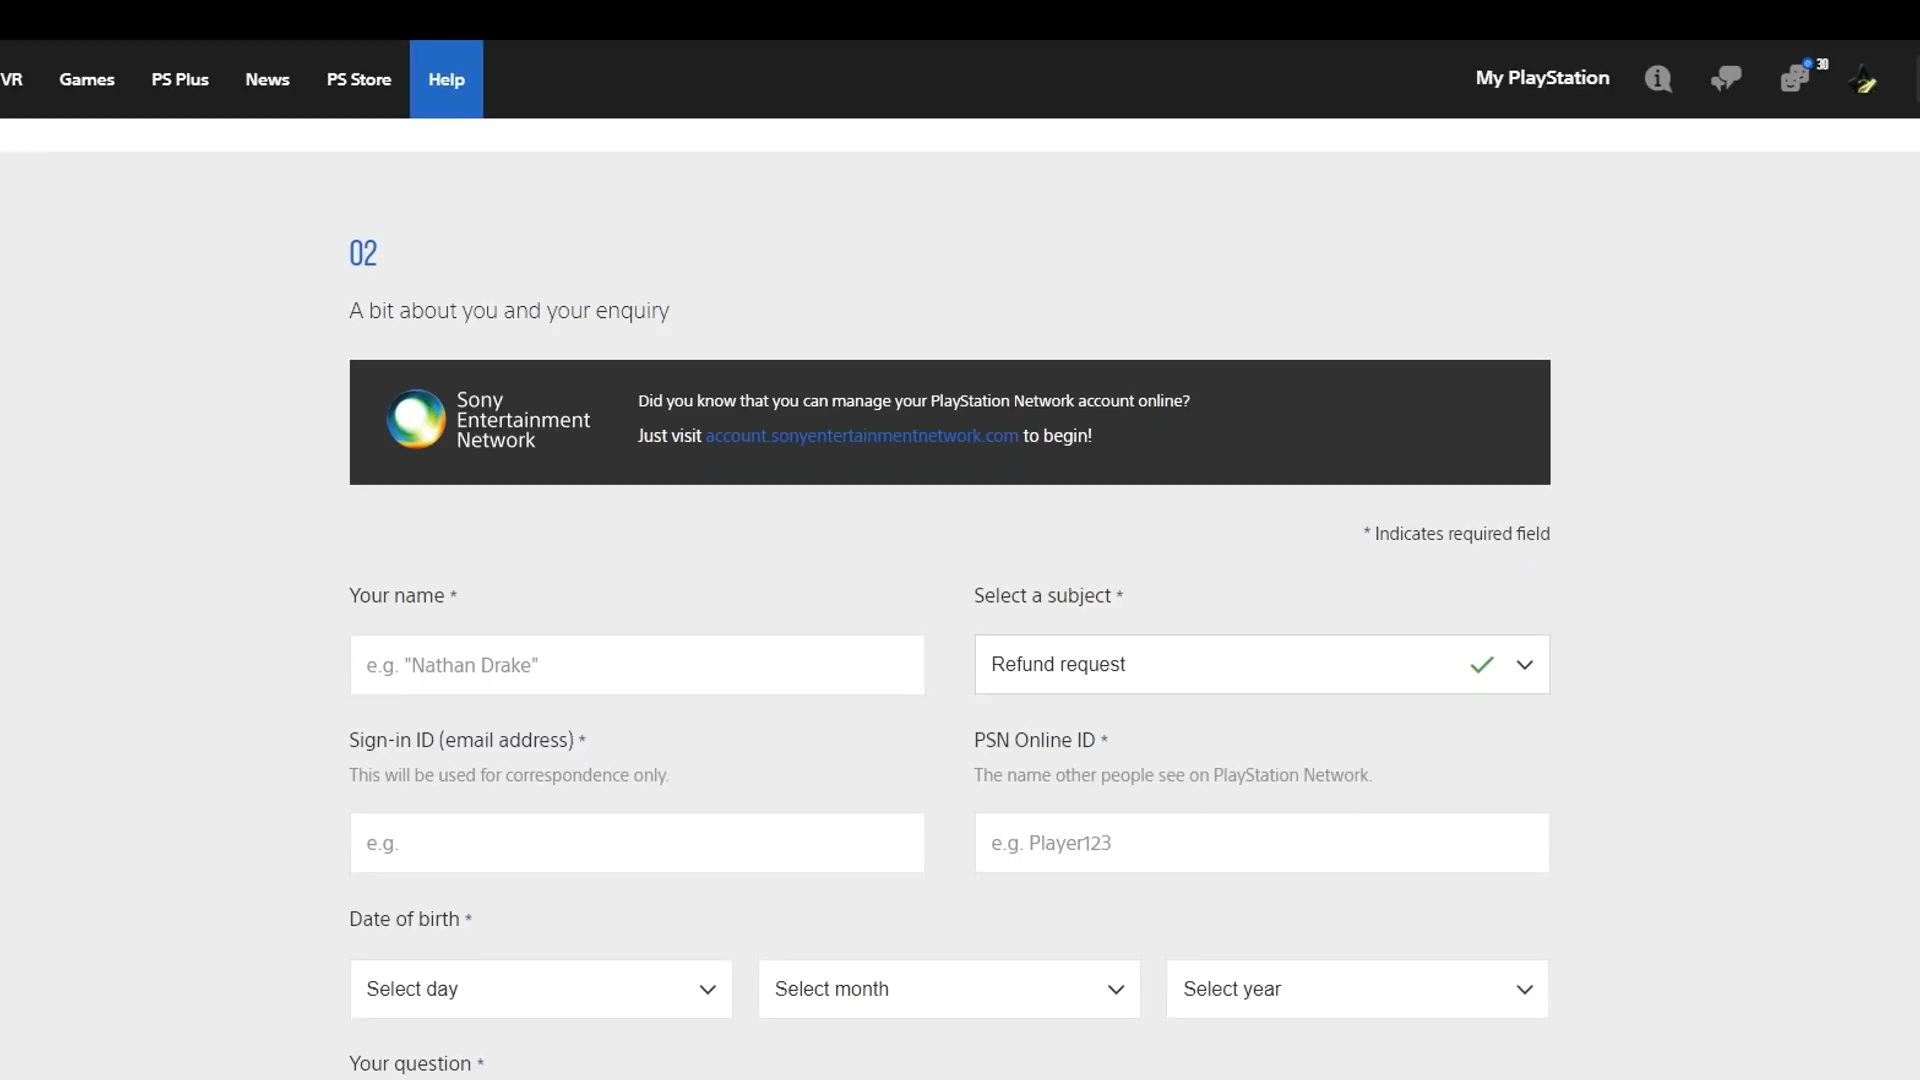 VR Games PS Plus News PS Store Help My PlayStation 30
02
A bit about you and your enquiry
Sony
Entertainment
Network
Did you know that you can manage your PlayStation Network account online?
Just visit account.sonyentertainmentnetwork.com to begin!
* Indicates required field
Your name *
Select a subject *
e.g. "Nathan Drake"
Refund request
Sign-in ID (email address) *
PSN Online ID *
This will be used for correspondence only.
The name other people see on PlayStation Network.
e.g.
e.g. Player123
Date of birth *
Select day
Select month
Select year
Your question *